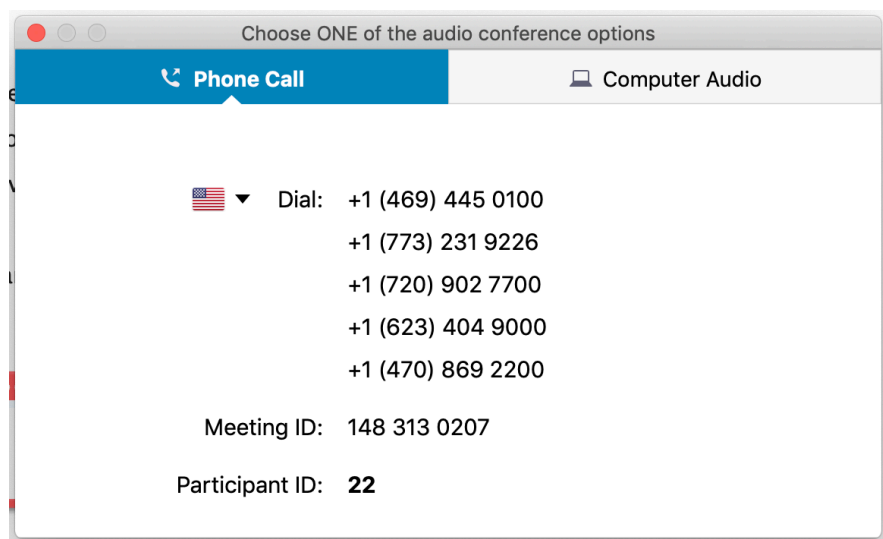 Choose ONE of the audio conference options
Phone Call
Computer Audio
Dial: +1 (469) 445 0100
+1 (773) 231 9226
+1 (720) 902 7700
+1 (623) 404 9000
+1 (470) 869 2200
Meeting ID: 148 313 0207
Participant ID: 22